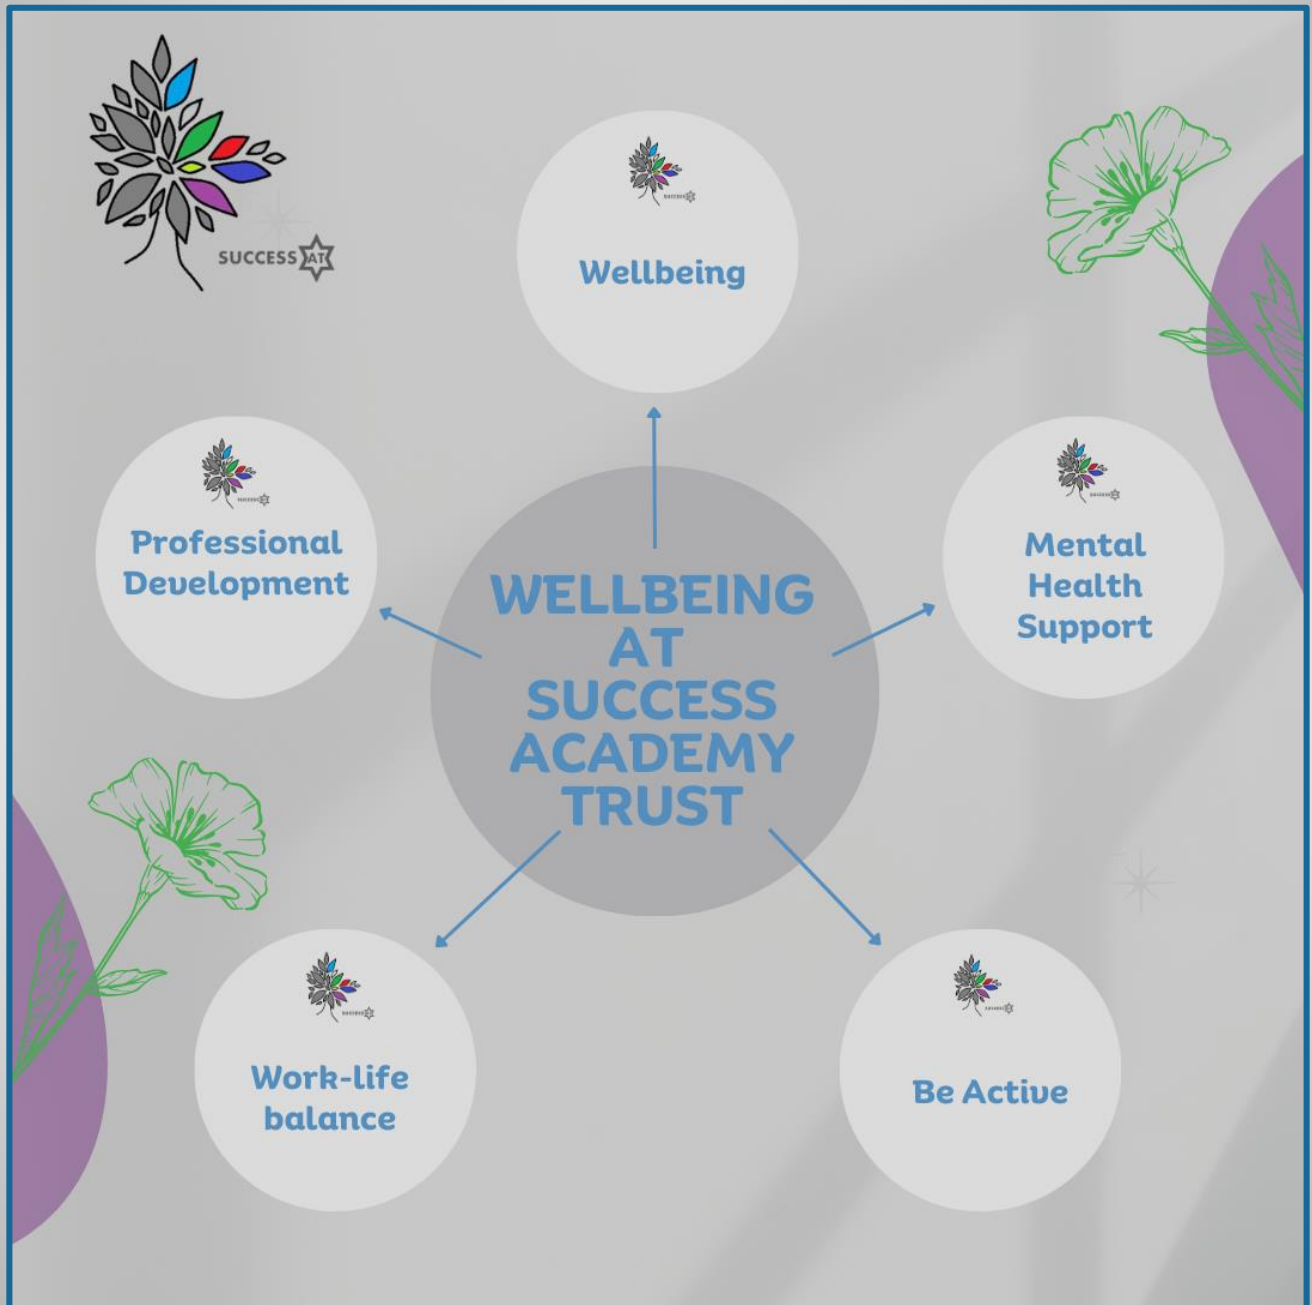 SUCCESS AT
Wellbeing
Professional
Development
Mental
Health
Support
WELLBEING
AT
SUCCESS
ACADEMY
TRUST
Work-life
balance
Be Active